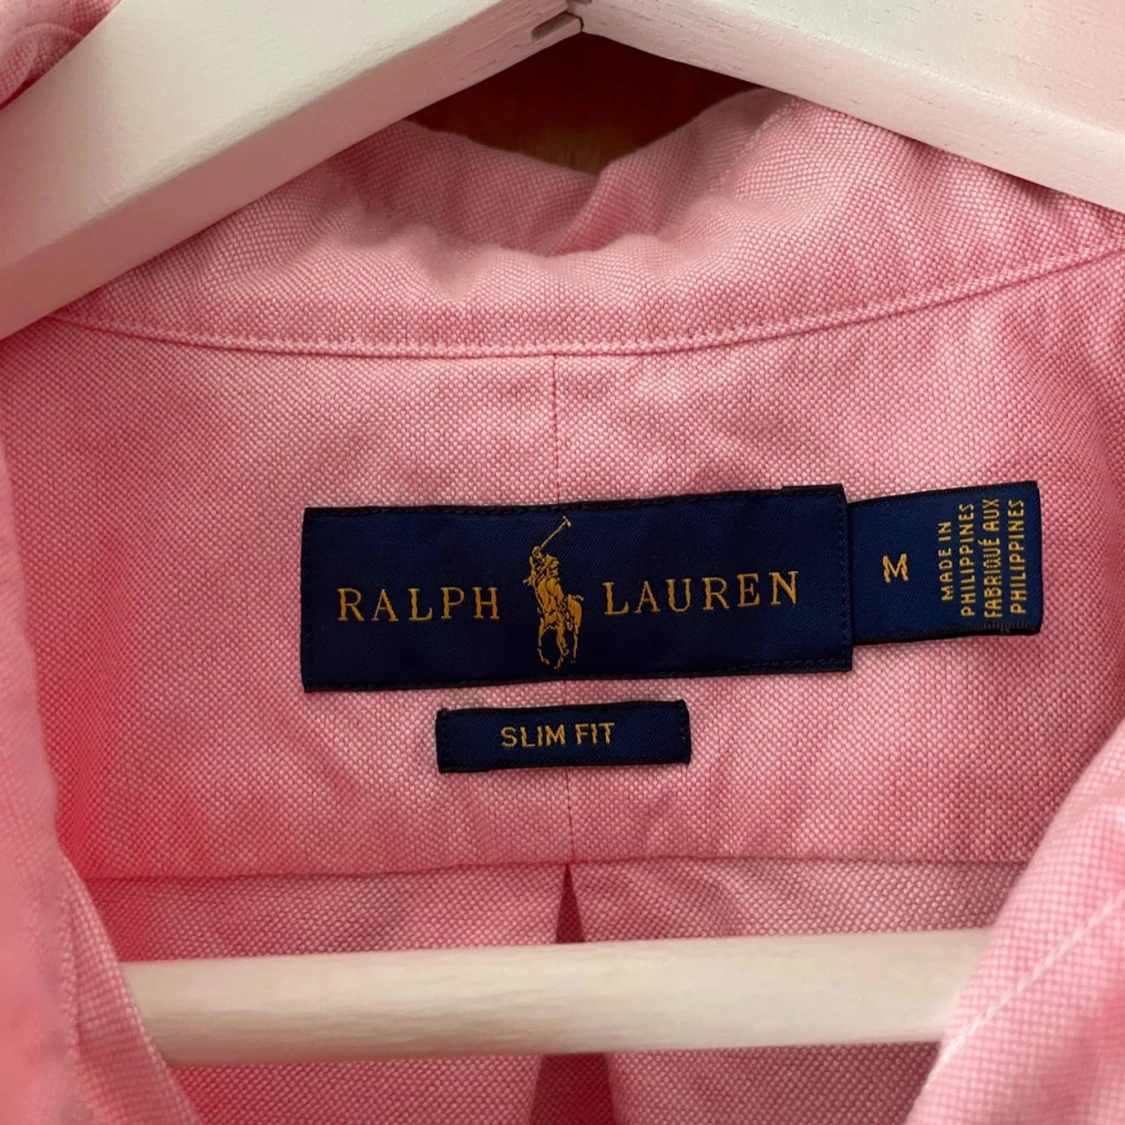 RALPH LAUREN
M
MADE IN
PHILIPPINES
FABRIQUÉ AUX
PHILIPPINES
SLIM FIT